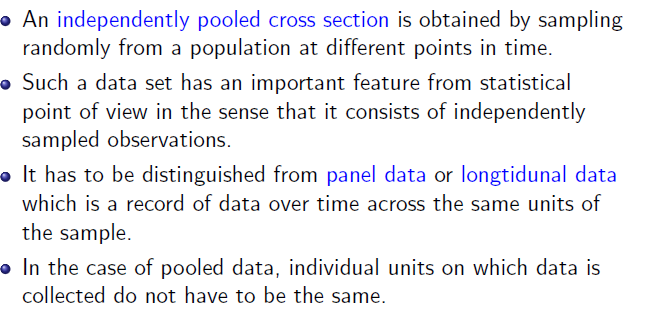 An independently pooled cross section is obtained by sampling
randomly from a population at different points in time.
Such a data set has an important feature from statistical
point of view in the sense that it consists of independently
sampled observations.
It has to be distinguished from panel data or longtidunal data
which is a record of data over time across the same units of
the sample.
In the case of pooled data, individual units on which data is
collected do not have to be the same.